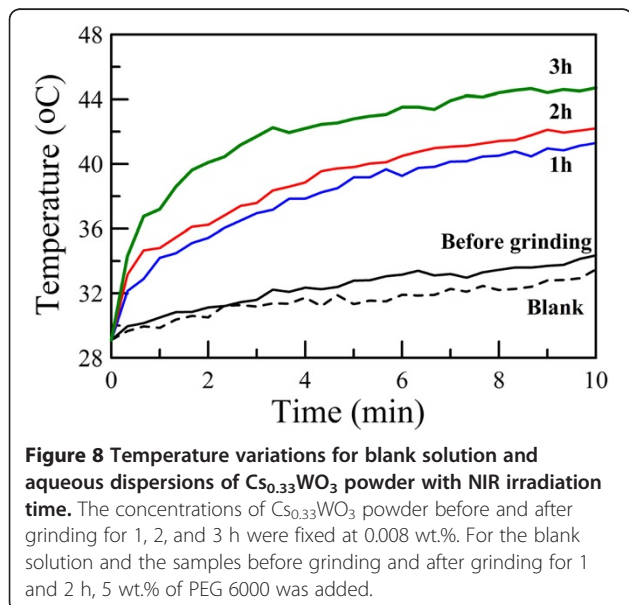 48
44
40
36
32
28
Temperature (oC)
3h
2h
1h
Before grinding
Blank
0 2 4 6 8 10
Time (min)
Figure 8 Temperature variations for blank solution and
aqueous dispersions of Cs0.33WO3 powder with NIR irradiation
time. The concentrations of Cs0.33WO3 powder before and after
grinding for 1, 2, and 3 h were fixed at 0.008 wt.%. For the blank
solution and the samples before grinding and after grinding for 1
and 2 h, 5 wt.% of PEG 6000 was added.